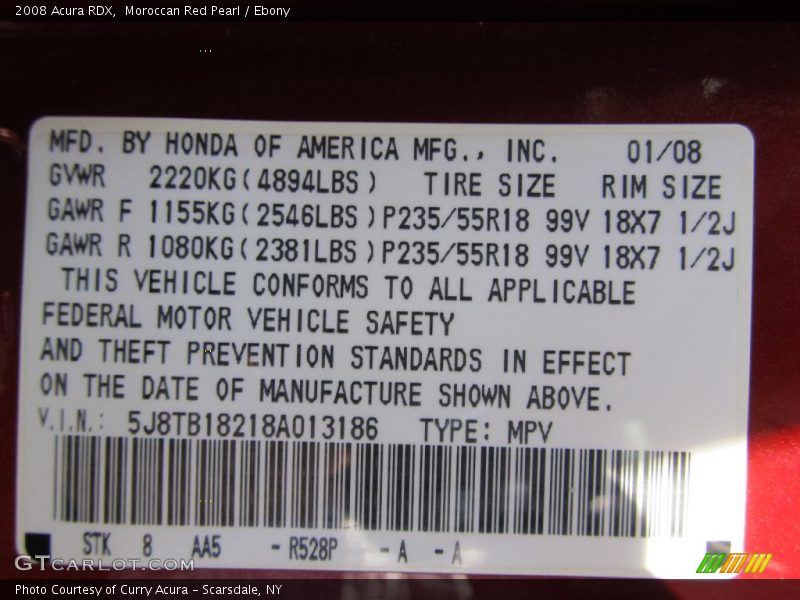 2008 Acura RDX,  Moroccan Red Pearl / Ebony
MFD. BY HONDA OF AMERICA MFG., INC. 01/08
GVWR 2220KG(4894LBS) TIRE SIZE RIM SIZE
GAWR F 1155KG(2546LBS)P235/55R18 99V 18X7 1/2J
GAWR R 1080KG(2381LBS)P235/55R18 99V 18X7 1/2J
THIS VEHICLE CONFORMS TO ALL APPLICABLE
FEDERAL MOTOR VEHICLE SAFETY
AND THEFT PREVENTION STANDARDS IN EFFECT
ON THE DATE OF MANUFACTURE SHOWN ABOVE.
V.I.N.: 5J8TB18218A013186 TYPE: MPV
STK 8 AA5 - R528P - A - A
GTCARLOT.COM
Photo Courtesy of Curry Acura – Scarsdale, NY